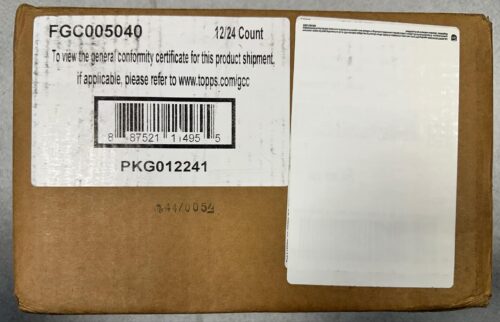 FGC005040 12/24 Count
To view the general conformity certificate for this product shipment,
if applicable, please refer to www.topps.com/gcc
8 87521 11495 5
PKG012241